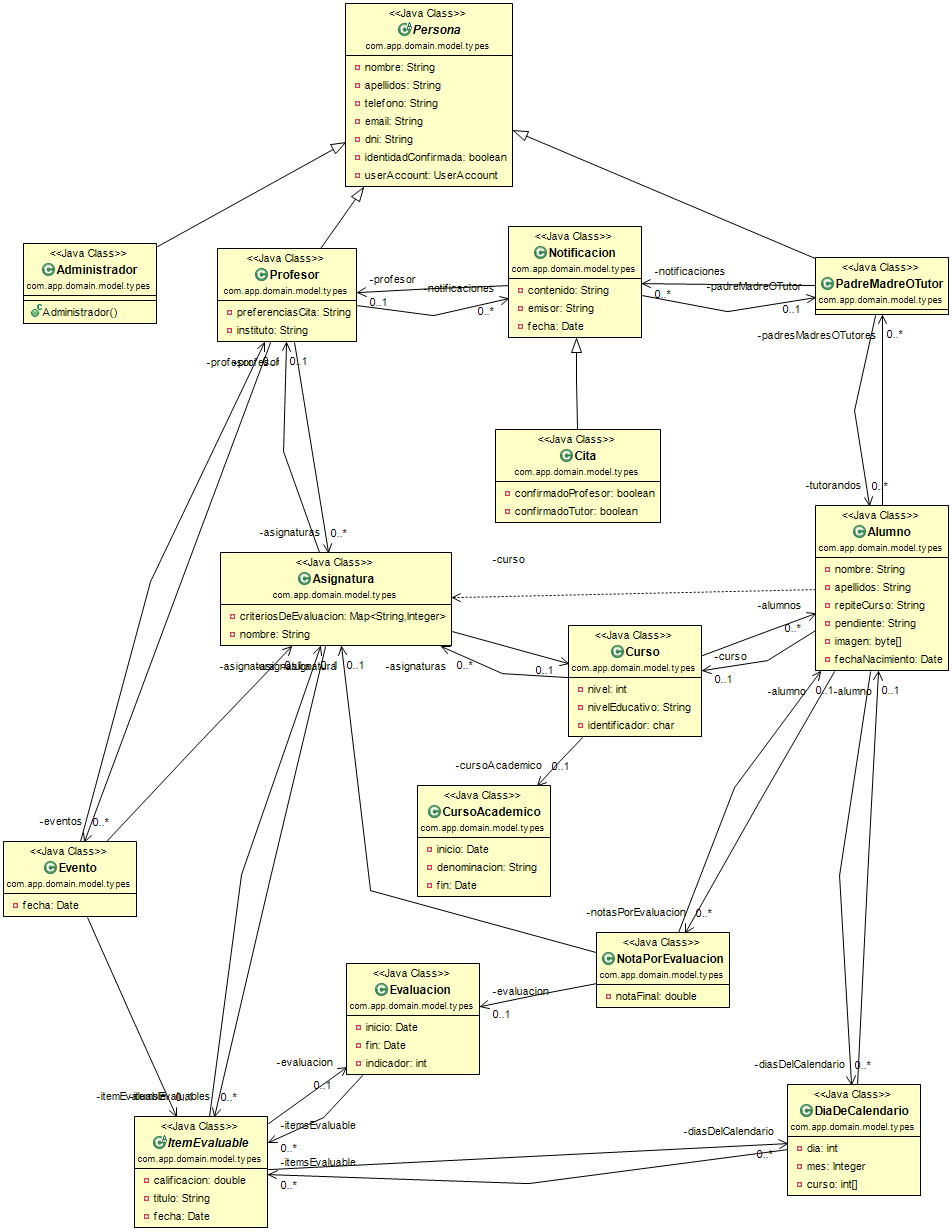 <<Java Class>>
Persona
com.app.domain.model.types
nombre: String
apellidos: String
telefono: String
email: String
dni: String
identidadConfirmada: boolean
userAccount: UserAccount
<<Java Class>>
Administrador
com.app.domain.model.types
Administrador()
<<Java Class>>
Profesor
com.app.domain.model.types
preferenciasCita: String
instituto: String
<<Java Class>>
Notificacion
com.app.domain.model.types
contenido: String
emisor: String
fecha: Date
<<Java Class>>
PadreMadreOTutor
com.app.domain.model.types
-profesor
0..1
-notificaciones
0..*
-notificaciones
0..*
-padreMadreOTutor
0..1
-profesor
0..1
-profesor
0..1
-padresMadresOTutores
0..*
<<Java Class>>
Cita
com.app.domain.model.types
confirmadoProfesor: boolean
confirmadoTutor: boolean
-tutorandos
0..*
<<Java Class>>
Alumno
com.app.domain.model.types
nombre: String
apellidos: String
repiteCurso: String
pendiente: String
imagen: byte[]
fechaNacimiento: Date
-asignaturas
0..*
<<Java Class>>
Asignatura
com.app.domain.model.types
criteriosDeEvaluacion: Map<String,Integer>
nombre: String
-curso
0..1
-alumnos
0..*
<<Java Class>>
Curso
com.app.domain.model.types
nivel: int
nivelEducativo: String
identificador: char
-curso
0..1
-asignatura
0..1
-asignatura
0..1
-asignatura
0..1
-asignaturas
0..*
-alumno
0..1
-alumno
0..1
-cursoAcademico
0..1
<<Java Class>>
CursoAcademico
com.app.domain.model.types
inicio: Date
denominacion: String
fin: Date
-eventos
0..*
<<Java Class>>
Evento
com.app.domain.model.types
fecha: Date
-notasPorEvaluacion
0..*
<<Java Class>>
NotaPorEvaluacion
com.app.domain.model.types
notaFinal: double
<<Java Class>>
Evaluacion
com.app.domain.model.types
inicio: Date
fin: Date
indicador: int
-evaluacion
0..1
-evaluacion
0..1
-itemsEvaluable
0..*
-diasDelCalendario
0..*
-itemEvaluable
0..1
-itemsEvaluables
0..*
<<Java Class>>
ItemEvaluable
com.app.domain.model.types
calificacion: double
titulo: String
fecha: Date
-diasDelCalendario
0..*
-itemsEvaluable
0..*
<<Java Class>>
DiaDeCalendario
com.app.domain.model.types
dia: int
mes: Integer
curso: int[]